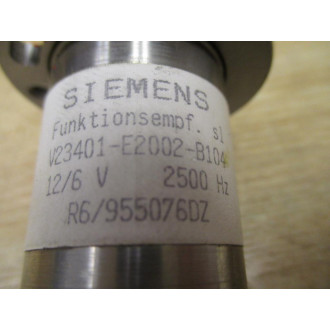 SIEMENS
Funktionsempf. sl
V23401-E2002-B104
12/6 V 2500 Hz
R6/955076DZ